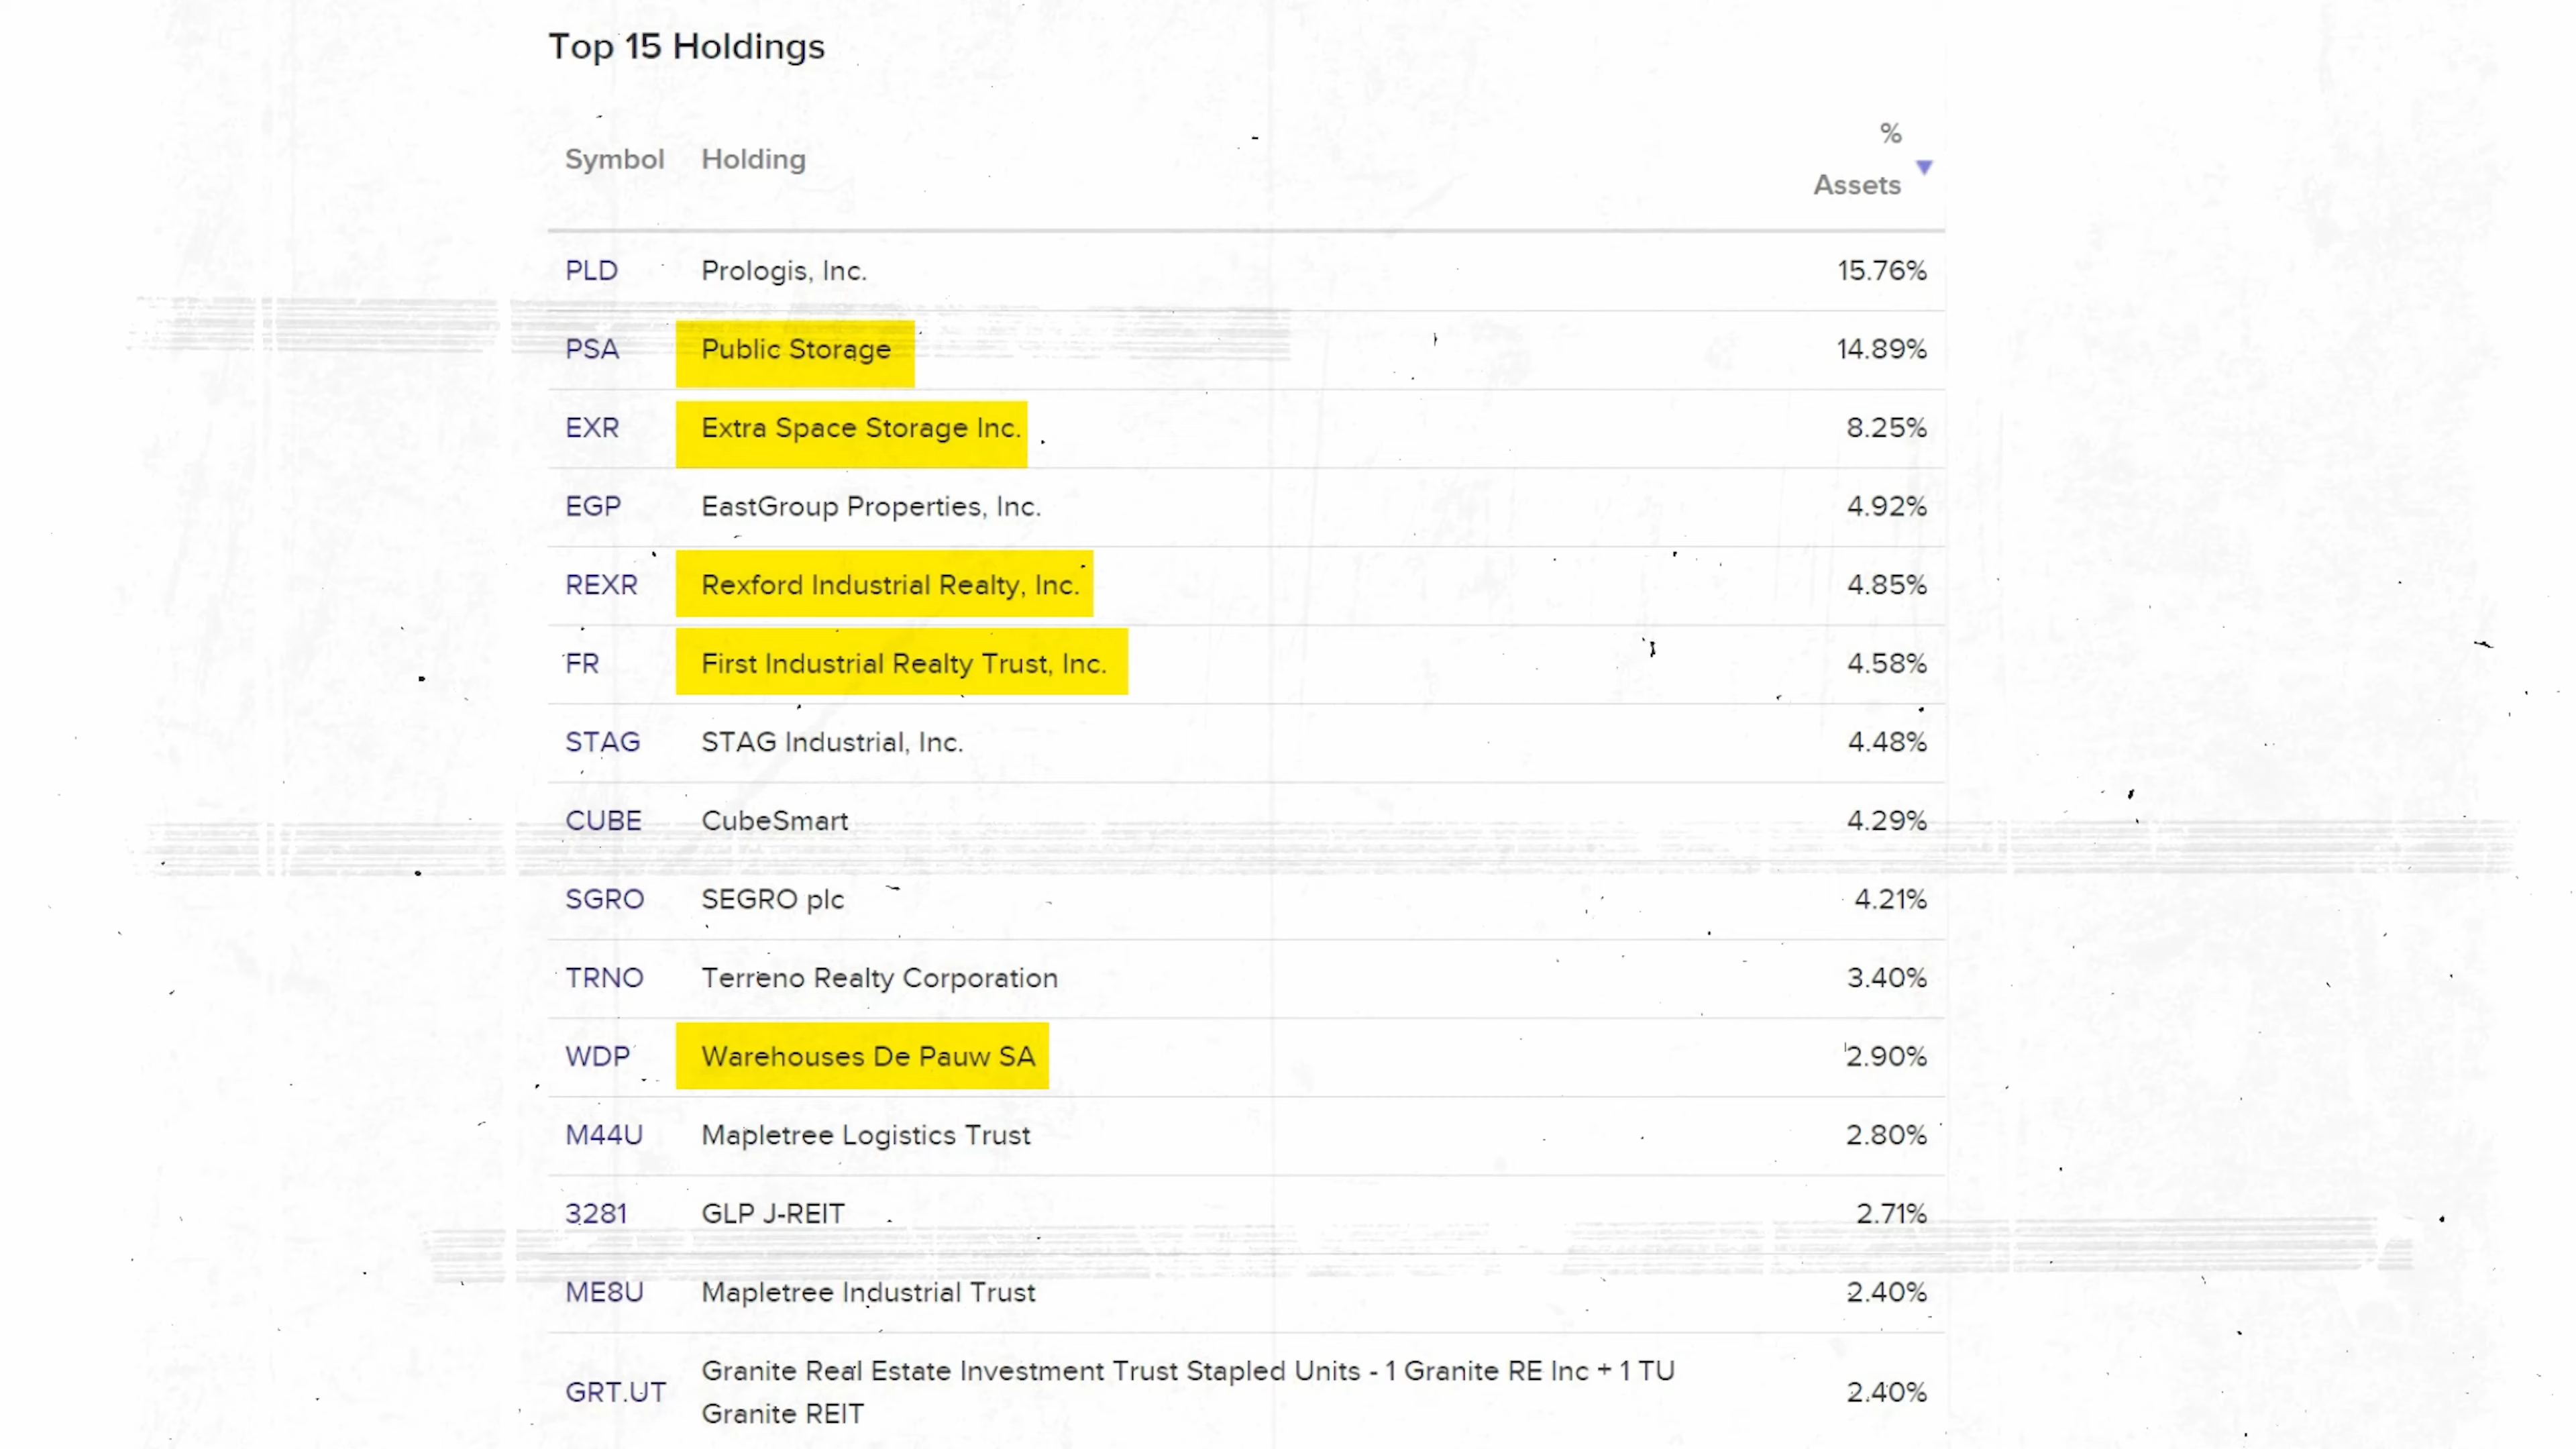 Top 15 Holdings
Symbol Holding % Assets
PLD Prologis, Inc. 15.76%
PSA Public Storage 14.89%
EXR Extra Space Storage Inc. 8.25%
EGP EastGroup Properties, Inc. 4.92%
REXR Rexford Industrial Realty, Inc. 4.85%
FR First Industrial Realty Trust, Inc. 4.58%
STAG STAG Industrial, Inc. 4.48%
CUBE CubeSmart 4.29%
SGRO SEGRO plc 4.21%
TRNO Terreno Realty Corporation 3.40%
WDP Warehouses De Pauw SA 2.90%
M44U Mapletree Logistics Trust 2.80%
3281 GLP J-REIT 2.71%
ME8U Mapletree Industrial Trust 2.40%
GRT.UT Granite Real Estate Investment Trust Stapled Units - 1 Granite RE Inc + 1 TU
Granite REIT 2.40%